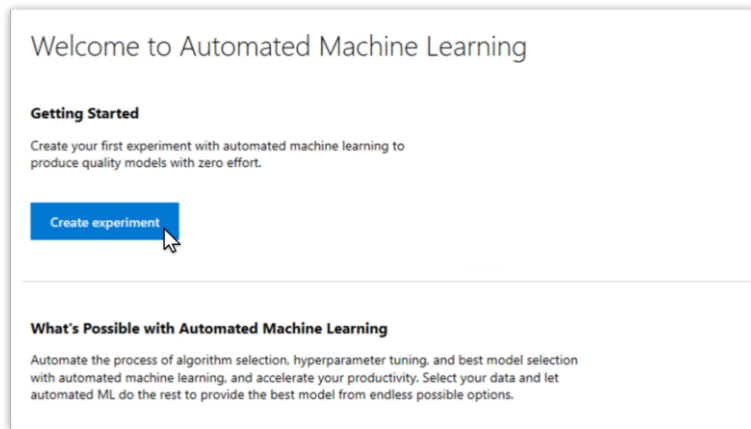 Welcome to Automated Machine Learning
Getting Started
Create your first experiment with automated machine learning to
produce quality models with zero effort.
Create experiment
What's Possible with Automated Machine Learning
Automate the process of algorithm selection, hyperparameter tuning, and best model selection
with automated machine learning, and accelerate your productivity. Select your data and let
automated ML do the rest to provide the best model from endless possible options.